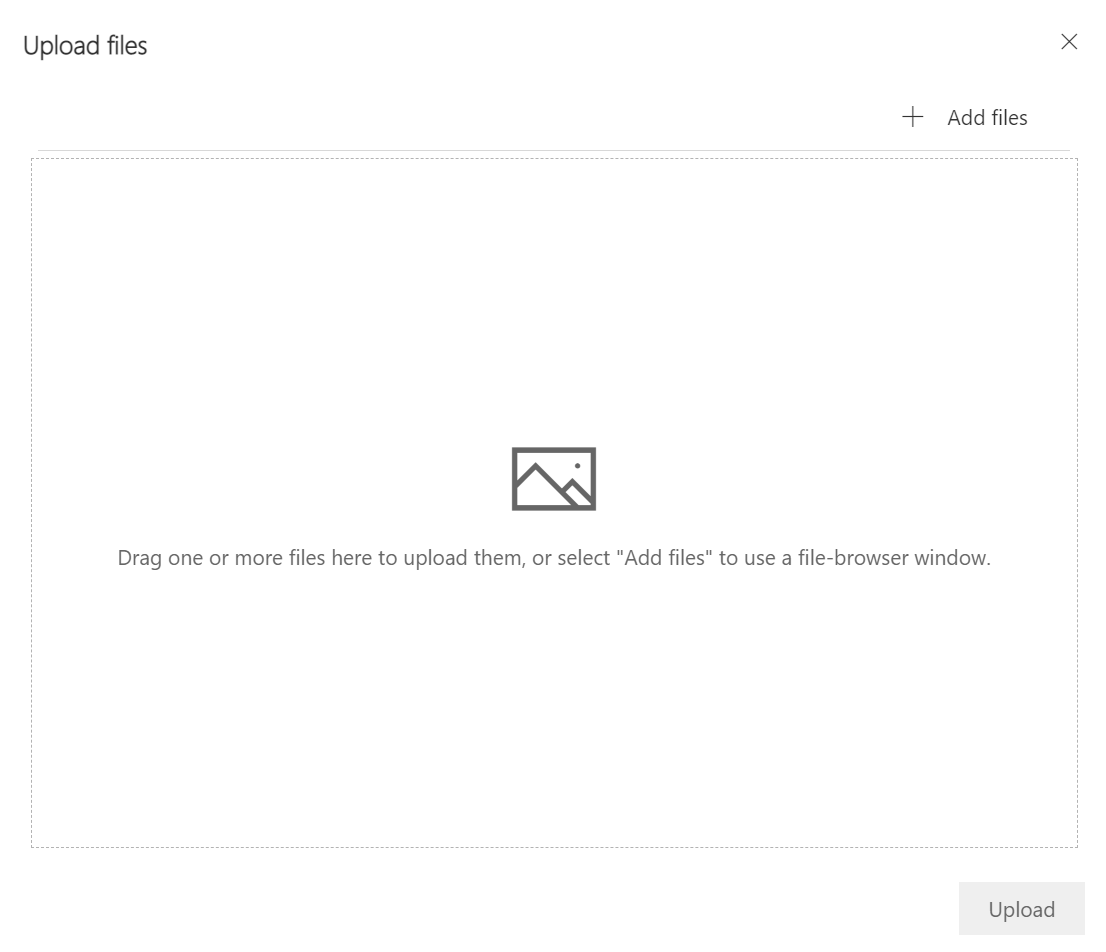 Upload files
Add files
Drag one or more files here to upload them, or select "Add files" to use a file-browser window.
Upload